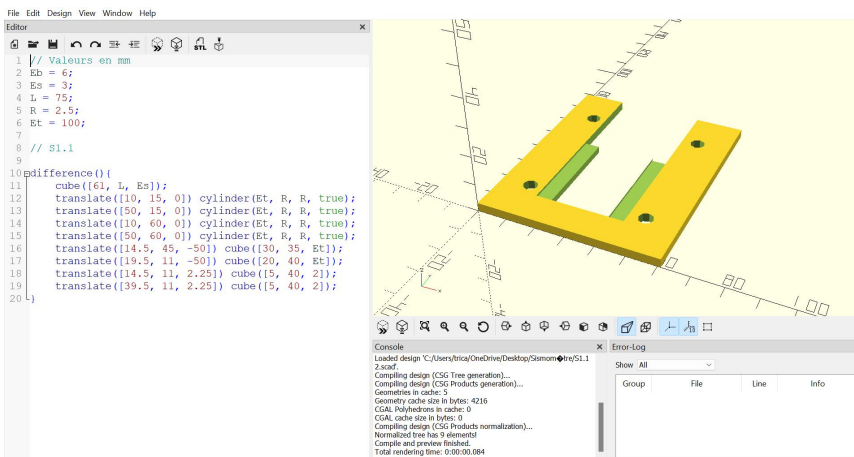 File Edit Design View Window Help
Editor
STL
1 // Valeurs en mm
2 Eb = 6;
3 Es = 3;
4 L = 75;
5 R = 2.5;
6 Et = 100;
7
8 // S1.1
9
10 difference(){
11 cube([61, L, Es]);
12 translate([10, 15, 0]) cylinder(Et, R, R, true);
13 translate([50, 15, 0]) cylinder(Et, R, R, true);
14 translate([10, 60, 0]) cylinder(Et, R, R, true);
15 translate([50, 60, 0]) cylinder(Et, R, R, true);
16 translate([14.5, 45, -50]) cube([30, 35, Et]);
17 translate([19.5, 11, -50]) cube([20, 40, Et]);
18 translate([14.5, 11, 2.25]) cube([5, 40, 2]);
19 translate([39.5, 11, 2.25]) cube([5, 40, 2]);
20 }
80
100
Console
Loaded design 'C:/Users/trica/OneDrive/Desktop/Sismom�tre/S1.1
2.scad'.
Compiling design (CSG Tree generation)...
Compiling design (CSG Products generation)...
Geometries in cache: 5
Geometry cache size in bytes: 4216
CGAL Polyhedrons in cache: 0
CGAL cache size in bytes: 0
Compiling design (CSG Products normalization)...
Normalized tree has 9 elements!
Compile and preview finished.
Total rendering time: 0:00:00.084
Error-Log
Show All
Group File Line Info